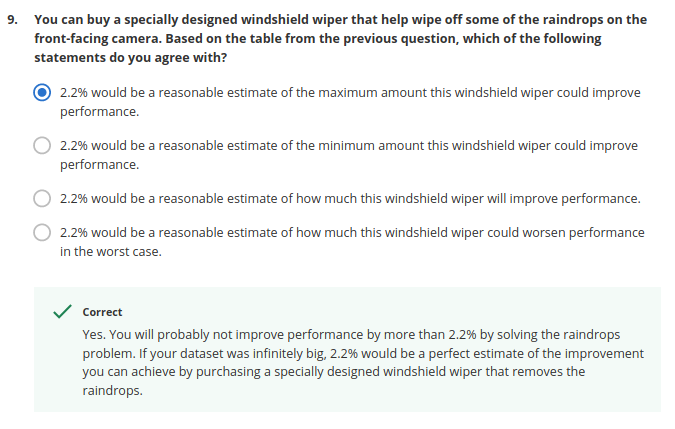 9. You can buy a specially designed windshield wiper that help wipe off some of the raindrops on the
front-facing camera. Based on the table from the previous question, which of the following
statements do you agree with?
2.2% would be a reasonable estimate of the maximum amount this windshield wiper could improve
performance.
2.2% would be a reasonable estimate of the minimum amount this windshield wiper could improve
performance.
2.2% would be a reasonable estimate of how much this windshield wiper will improve performance.
2.2% would be a reasonable estimate of how much this windshield wiper could worsen performance
in the worst case.
Correct
Yes. You will probably not improve performance by more than 2.2% by solving the raindrops
problem. If your dataset was infinitely big, 2.2% would be a perfect estimate of the improvement
you can achieve by purchasing a specially designed windshield wiper that removes the
raindrops.